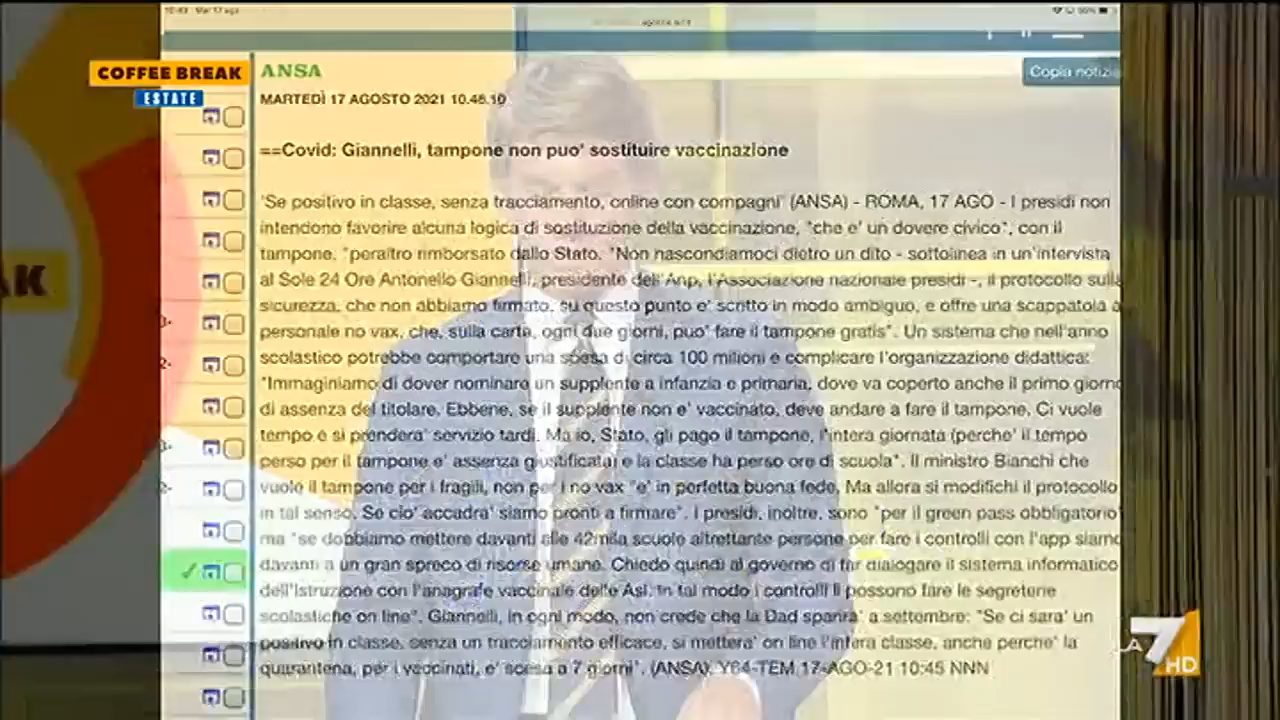 10:49 Mar 17 ago
COFFEE BREAK
ESTATE
ANSA
Copia notizia
MARTEDÌ 17 AGOSTO 2021 10.46.10
==Covid: Giannelli, tampone non puo' sostituire vaccinazione
'Se positivo in classe, senza tracciamento, online con compagni' (ANSA) - ROMA, 17 AGO - I presidi non
intendono favorire alcuna logica di sostituzione della vaccinazione, "che e' un dovere civico", con il
tampone, "peraltro rimborsato dallo Stato. "Non nascondiamoci dietro un dito - sottolinea in un'intervista
al Sole 24 Ore Antonello Giannelli, presidente dell'Anp, l'Associazione nazionale presidi -, il protocollo sulla
sicurezza, che non abbiamo firmato, su questo punto e' scritto in modo ambiguo, e offre una scappatoia a
personale no vax, che, sulla carta, ogni due giorni, puo' fare il tampone gratis". Un sistema che nell'anno
scolastico potrebbe comportare una spesa di circa 100 milioni e complicare l'organizzazione didattica:
"Immaginiamo di dover nominare un supplente a infanzia e primaria, dove va coperto anche il primo giorno
di assenza del titolare. Ebbene, se il supplente non e' vaccinato, deve andare a fare il tampone. Ci vuole
tempo e si prendera' servizio tardi. Ma io, Stato, gli pago il tampone, l'intera giornata (perche' il tempo
perso per il tampone e' assenza giustificata) e la classe ha perso ore di scuola". Il ministro Bianchi che
vuole il tampone per i fragili, non per i no vax "e' in perfetta buona fede. Ma allora si modifichi il protocollo
in tal senso. Se cio' accadra' siamo pronti a firmare". I presidi, inoltre, sono "per il green pass obbligatorio"
ma "se dobbiamo mettere davanti alle 42mila scuole altrettante persone per fare i controlli con l'app siamo
davanti a un gran spreco di risorse umane. Chiedo quindi al governo di far dialogare il sistema informatico
dell'Istruzione con l'anagrafe vaccinale delle Asl. In tal modo i controlli li possono fare le segreterie
scolastiche on line". Giannelli, in ogni modo, non crede che la Dad sparira' a settembre: "Se ci sara' un
positivo in classe, senza un tracciamento efficace, si mettera' on line l'intera classe, anche perche' la
quarantena, per i vaccinati, e' scesa a 7 giorni". (ANSA). Y64-TEM 17-AGO-21 10:45 NNN
AK
LA 7 HD